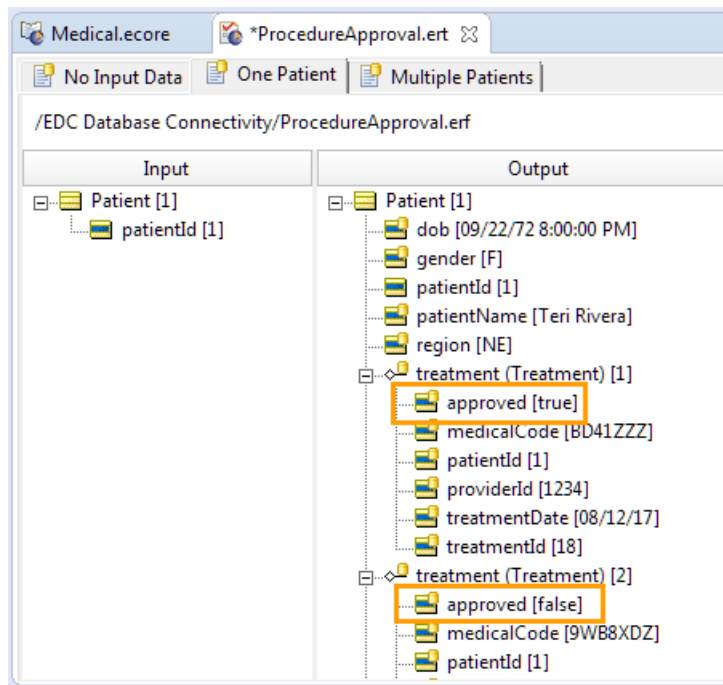 Medical.ecore *ProcedureApproval.ert
No Input Data One Patient Multiple Patients
/EDC Database Connectivity/ProcedureApproval.erf
Input Output
Patient [1] Patient [1]
patientId [1] dob [09/22/72 8:00:00 PM]
gender [F]
patientId [1]
patientName [Teri Rivera]
region [NE]
treatment (Treatment) [1]
approved [true]
medicalCode [BD41ZZZ]
patientId [1]
providerId [1234]
treatmentDate [08/12/17]
treatmentId [18]
treatment (Treatment) [2]
approved [false]
medicalCode [9WB8XDZ]
patientId [1]